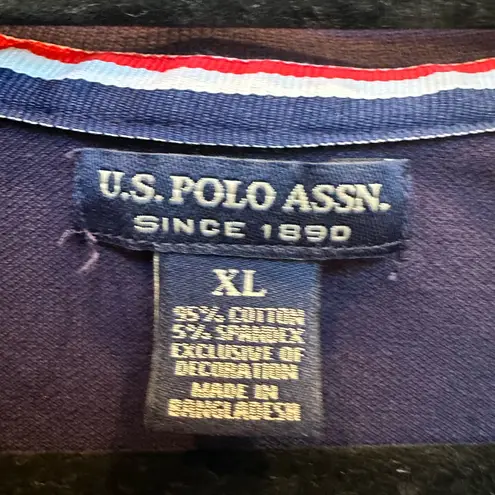 U.S. POLO ASSN.
SINCE 1890
XL
95% COTTON
5% SPANDEX
EXCLUSIVE OF
DECORATION
MADE IN
BANGLADESH